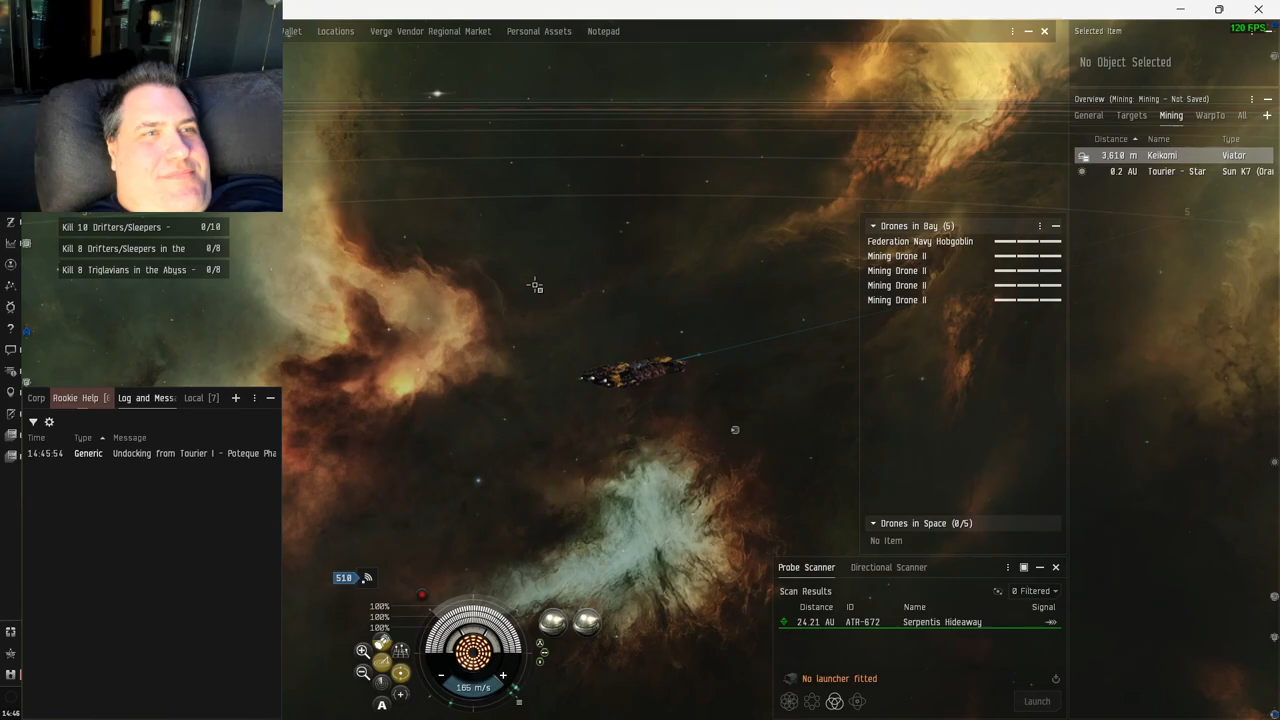 Locations Verge Vendor Regional Market Personal Assets Notepad
120 FPS
Selected Item
No Object Selected
Overview (Mining: Mining - Not Saved)
General Targets Mining WarpTo All
Distance Name Type
3,610 m Keikomi Viator
0.2 AU Tourier - Star Sun K7 (Ora
5
Kill 10 Drifters/Sleepers - 0/10
Kill 8 Drifters/Sleepers in the 0/8
Kill 8 Triglavians in the Abyss - 0/8
Drones in Bay (5)
Federation Navy Hobgoblin
Mining Drone II
Mining Drone II
Mining Drone II
Mining Drone II
Corp Rookie Help Log and Mess Local [7]
Time Type Message
14:45:54 Generic Undocking from Tourier I - Poteque Pha
Drones in Space (0/5)
No Item
Probe Scanner Directional Scanner
Scan Results 0 Filtered
Distance ID Name Signal
24.21 AU ATR-672 Serpentis Hideaway
No launcher fitted
Launch
510
100%
100%
100%
165 m/s
A
14:46